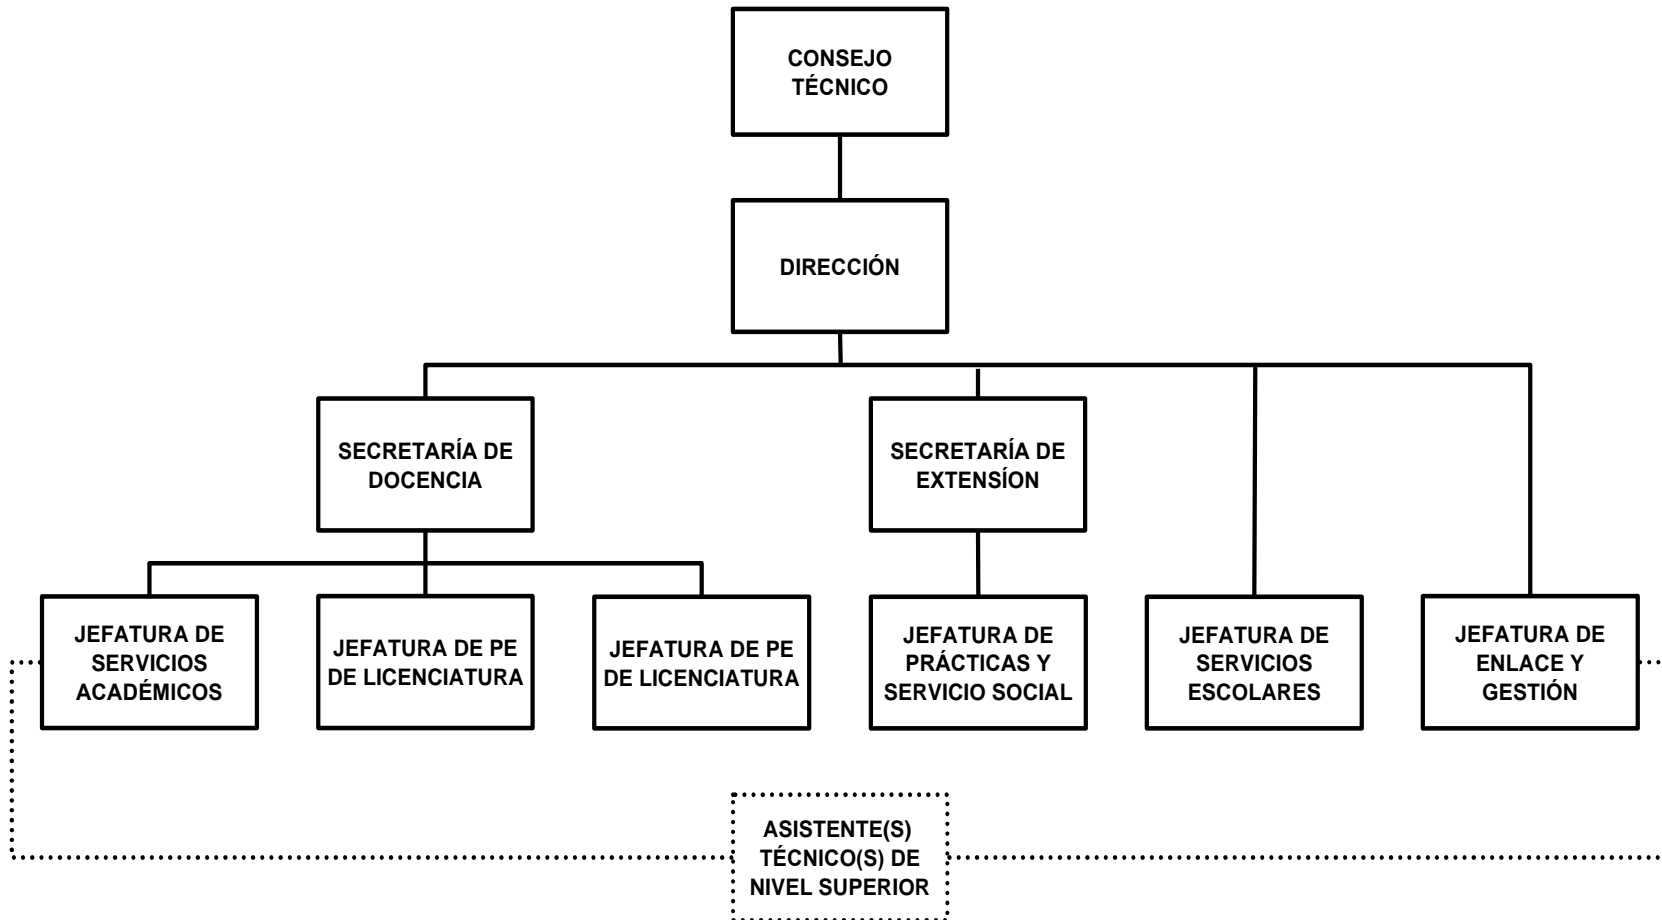 CONSEJO
TÉCNICO
DIRECCIÓN
SECRETARÍA DE
DOCENCIA
SECRETARÍA DE
EXTENSÍON
JEFATURA DE
SERVICIOS
ACADÉMICOS
JEFATURA DE PE
DE LICENCIATURA
JEFATURA DE PE
DE LICENCIATURA
JEFATURA DE
PRÁCTICAS Y
SERVICIO SOCIAL
JEFATURA DE
SERVICIOS
ESCOLARES
JEFATURA DE
ENLACE Y
GESTIÓN
ASISTENTE(S)
TÉCNICO(S) DE
NIVEL SUPERIOR